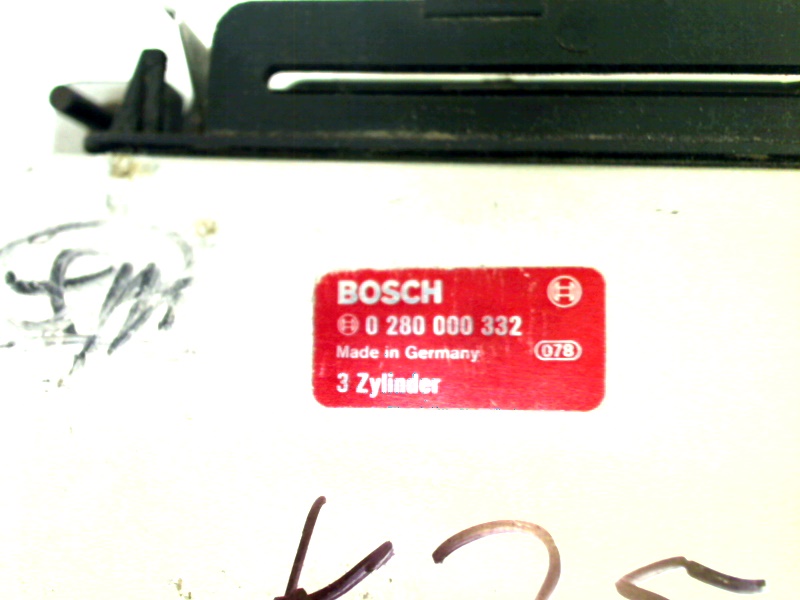 BOSCH
0 280 000 332
Made in Germany 078
3 Zylinder